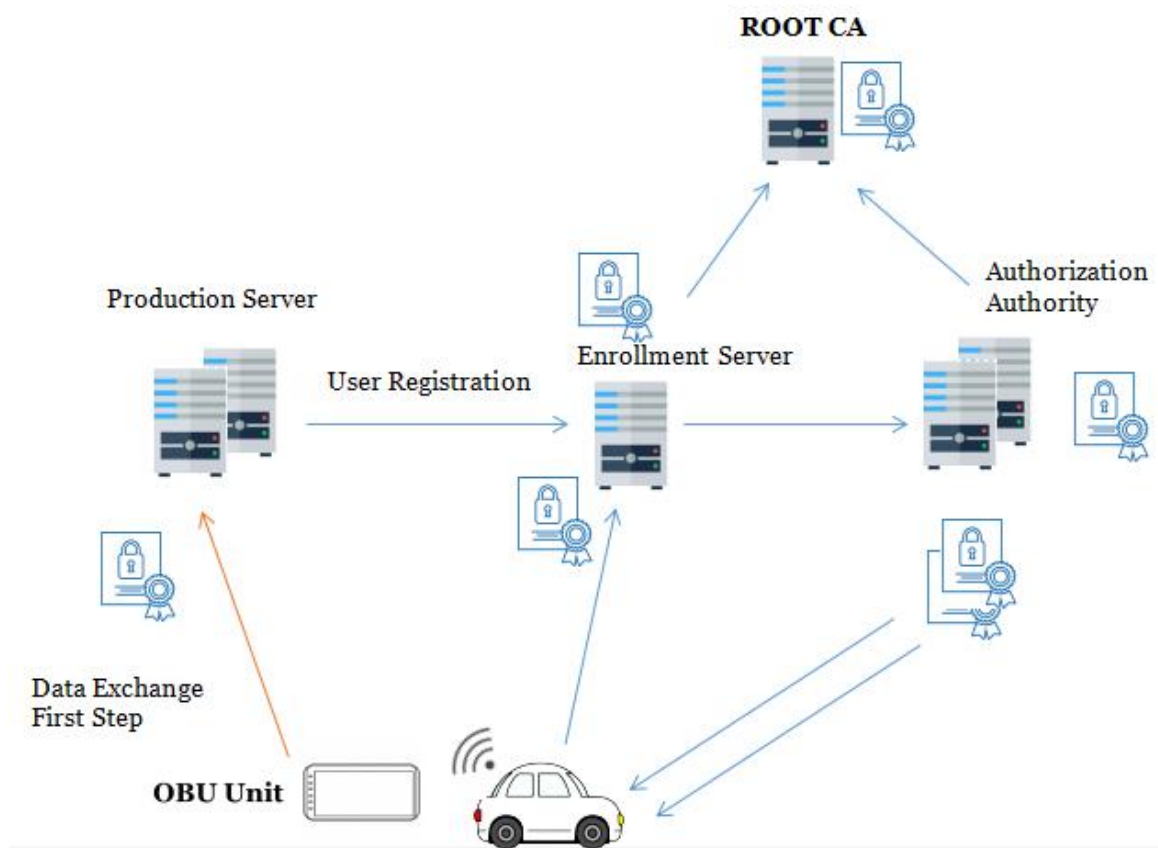 ROOT CA
Authorization
Authority
Production Server
Enrollment Server
User Registration
Data Exchange
First Step
OBU Unit